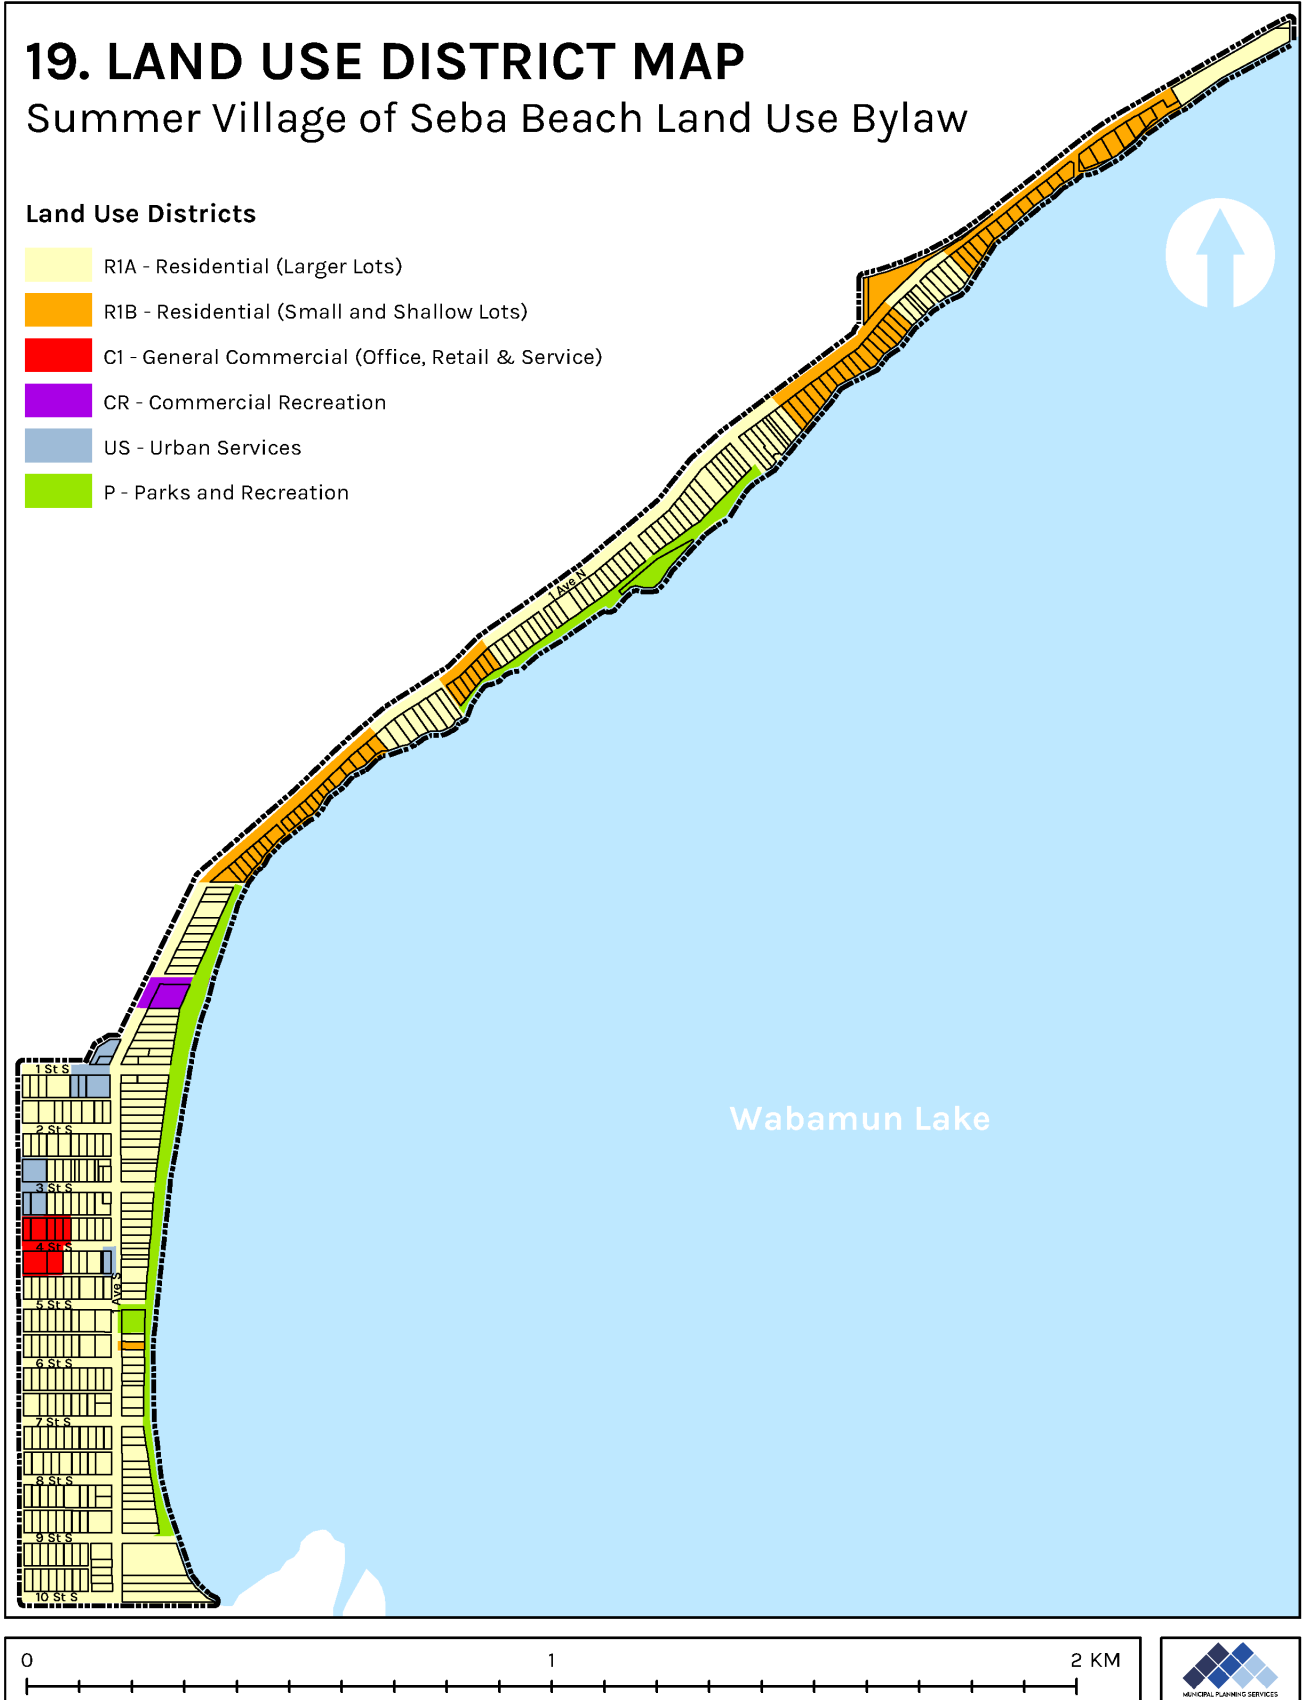 19. LAND USE DISTRICT MAP
Summer Village of Seba Beach Land Use Bylaw
Land Use Districts
R1A - Residential (Larger Lots)
R1B - Residential (Small and Shallow Lots)
C1 - General Commercial (Office, Retail & Service)
CR - Commercial Recreation
US - Urban Services
P - Parks and Recreation
1 Ave N
1 St S
2 St S
3 St S
4 St S
1 Ave S
5 St S
6 St S
7 St S
8 St S
9 St S
10 St S
Wabamun Lake
0 1 2 KM
MUNICIPAL PLANNING SERVICES